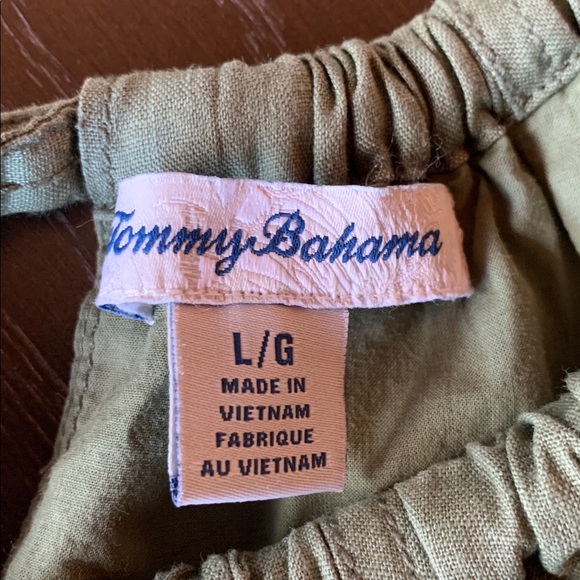 Tommy Bahama
L/G
MADE IN
VIETNAM
FABRIQUE
AU VIETNAM